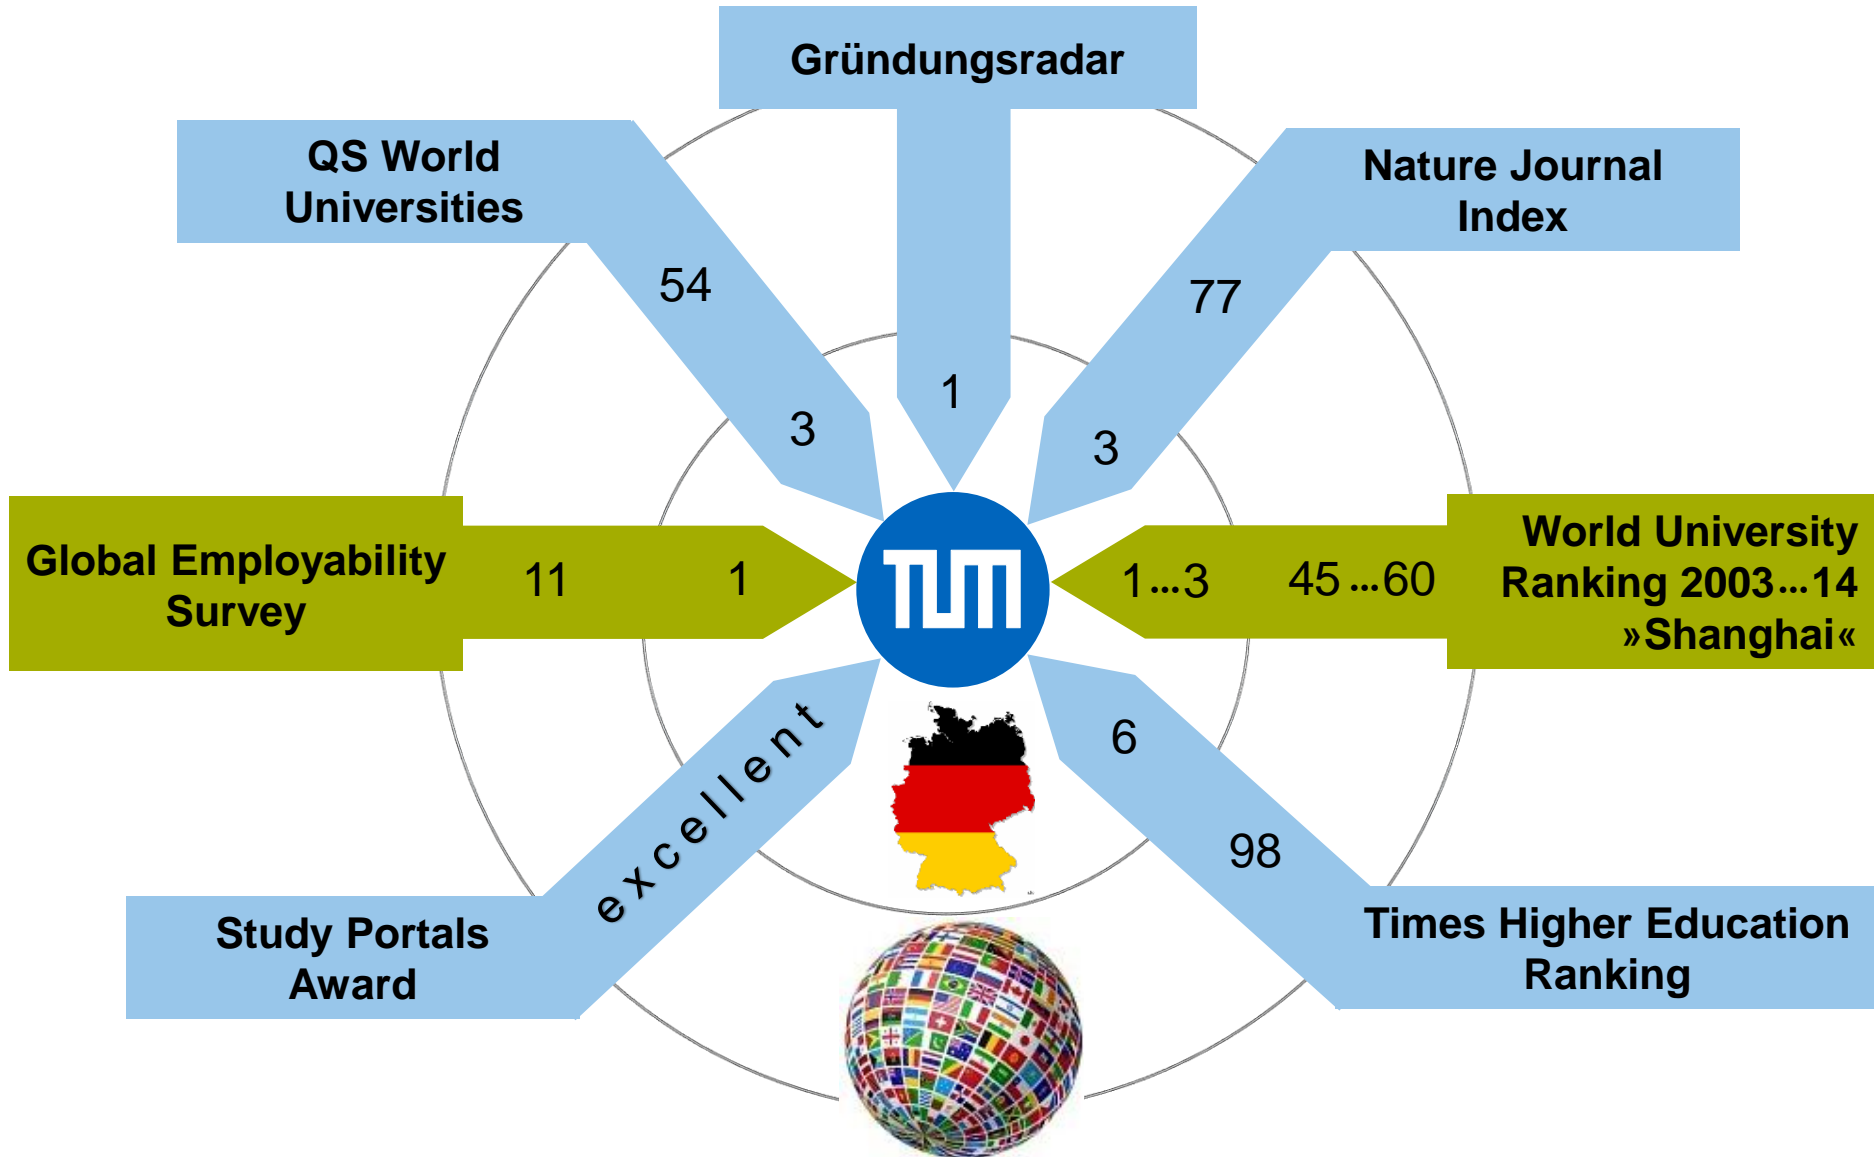 Gründungsradar
1
QS World
Universities
54
3
Nature Journal
Index
77
3
Global Employability
Survey
11
1
TUM
1...3
45...60
World University
Ranking 2003...14
»Shanghai«
Study Portals
Award
excellent
6
98
Times Higher Education
Ranking